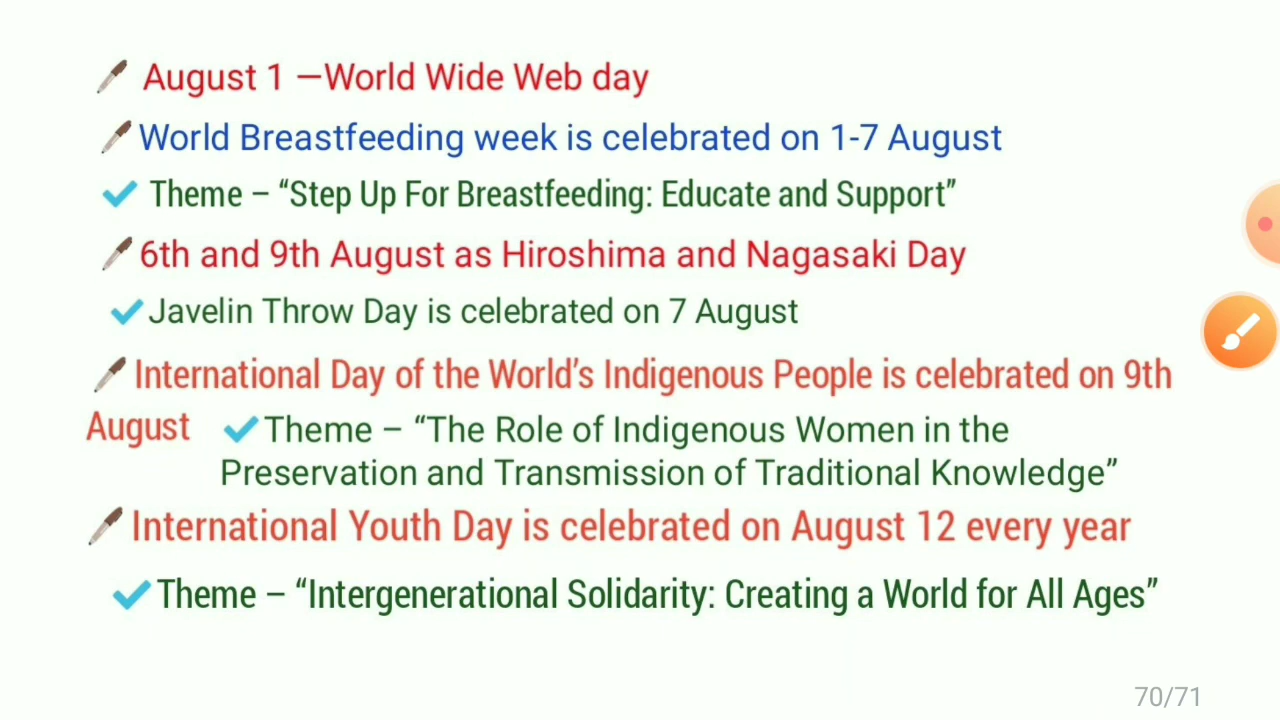 August 1 —World Wide Web day
World Breastfeeding week is celebrated on 1-7 August
Theme – “Step Up For Breastfeeding: Educate and Support”
6th and 9th August as Hiroshima and Nagasaki Day
Javelin Throw Day is celebrated on 7 August
International Day of the World’s Indigenous People is celebrated on 9th
August
Theme – “The Role of Indigenous Women in the
Preservation and Transmission of Traditional Knowledge”
International Youth Day is celebrated on August 12 every year
Theme – “Intergenerational Solidarity: Creating a World for All Ages”
70/71